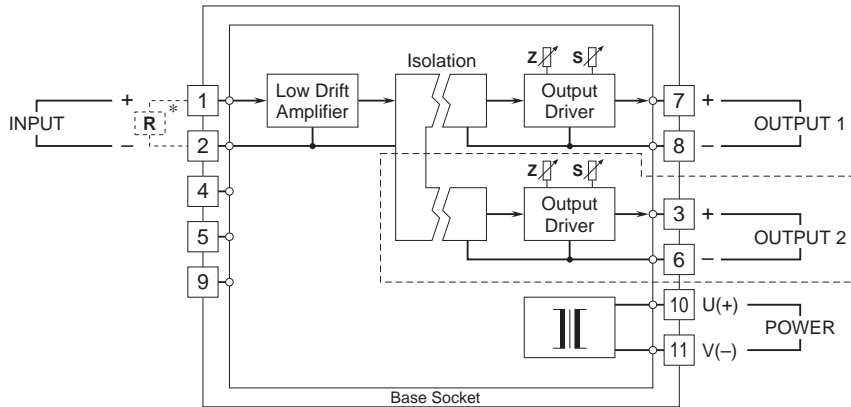 Isolation
Z S
INPUT
+
R
*
–
1
2
4
5
9
Low Drift
Amplifier
Output
Driver
7 +
8 –
OUTPUT 1
Z S
Output
Driver
3 +
6 –
OUTPUT 2
10 U(+)
11 V(–)
POWER
Base Socket